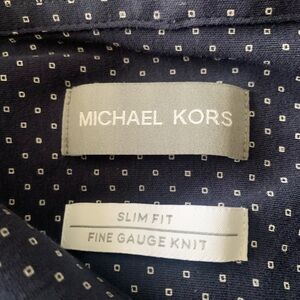 MICHAEL KORS
SLIM FIT
FINE GAUGE KNIT